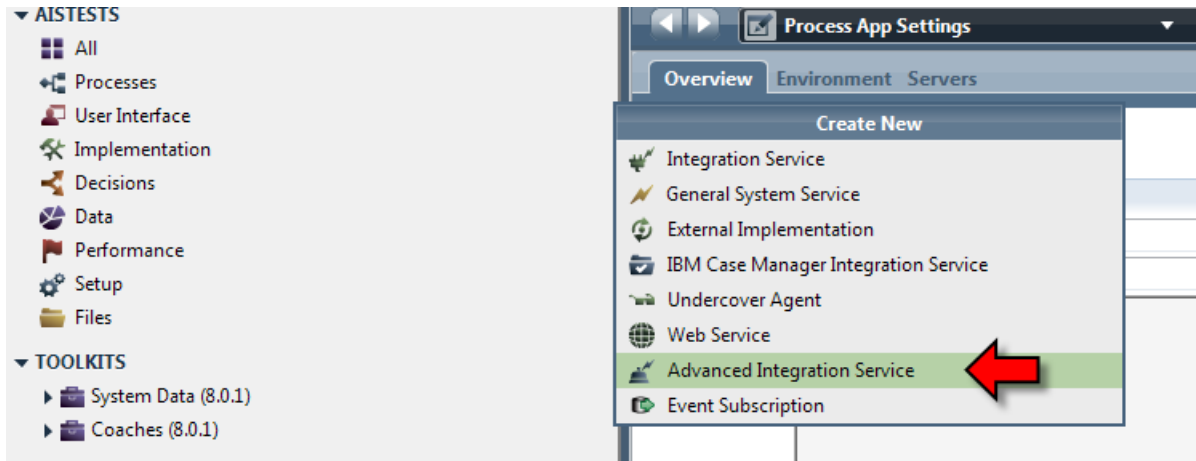 AISTESTS
All
Processes
User Interface
Implementation
Decisions
Data
Performance
Setup
Files
TOOLKITS
System Data (8.0.1)
Coaches (8.0.1)
Process App Settings
Overview Environment Servers
Create New
Integration Service
General System Service
External Implementation
IBM Case Manager Integration Service
Undercover Agent
Web Service
Advanced Integration Service
Event Subscription